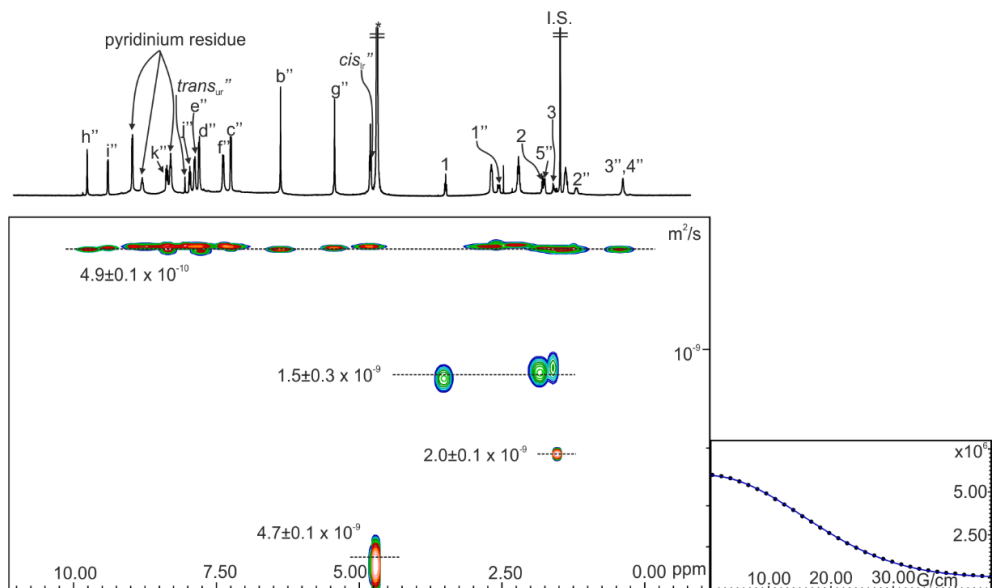 I.S.
*
pyridinium residue
cis_lr"
trans_ur"
b"
g"
e"
j"
d"
h"
i"
k"
f"
c"
1
1"
2
5"
3
2"
3",4"
m²/s
4.9±0.1 x 10⁻¹⁰
10⁻⁹
1.5±0.3 x 10⁻⁹
2.0±0.1 x 10⁻⁹
4.7±0.1 x 10⁻⁹
10.00 7.50 5.00 2.50 0.00 ppm
x10⁶
5.00
2.50
10.00 20.00 30.00 G/cm